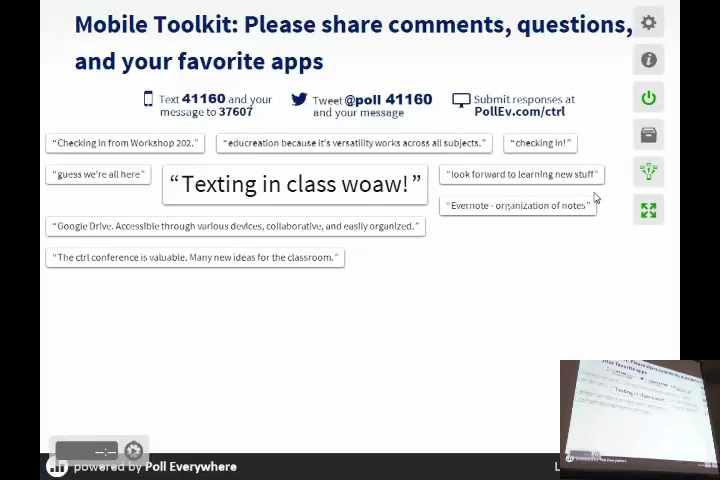 Mobile Toolkit: Please share comments, questions,
and your favorite apps
Text 41160 and your
message to 37607
Tweet @poll 41160
and your message
Submit responses at
PollEv.com/ctrl
"Checking in from Workshop 202."
"educreation because it's versatility works across all subjects."
"checking in!"
"guess we're all here"
"Texting in class woaw!"
"look forward to learning new stuff"
"Evernote - organization of notes"
"Google Drive. Accessible through various devices, collaborative, and easily organized."
"The ctrl conference is valuable. Many new ideas for the classroom."
--:--
powered by Poll Everywhere
"Texting in class woaw!"